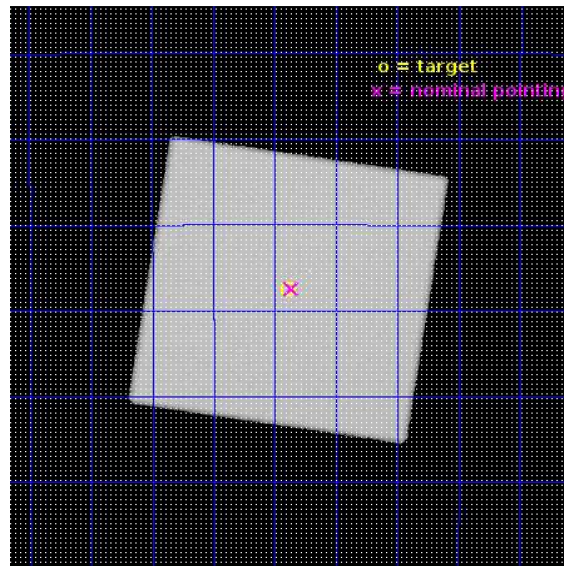 o = target
x = nominal pointin